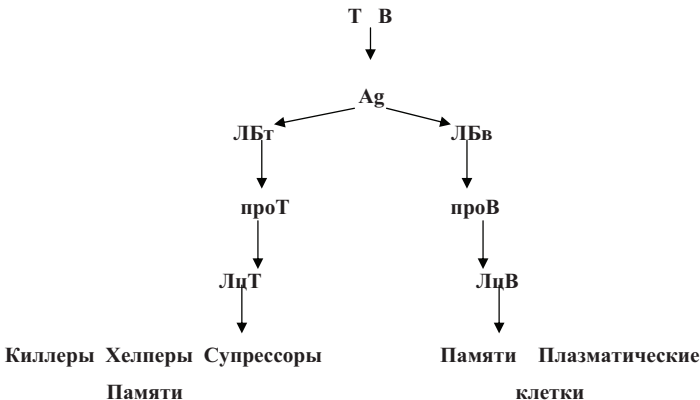 Т В
Ag
ЛБт ЛБв
проТ проВ
ЛцТ ЛцВ
Киллеры Хелперы Супрессоры Памяти Плазматические
Памяти клетки